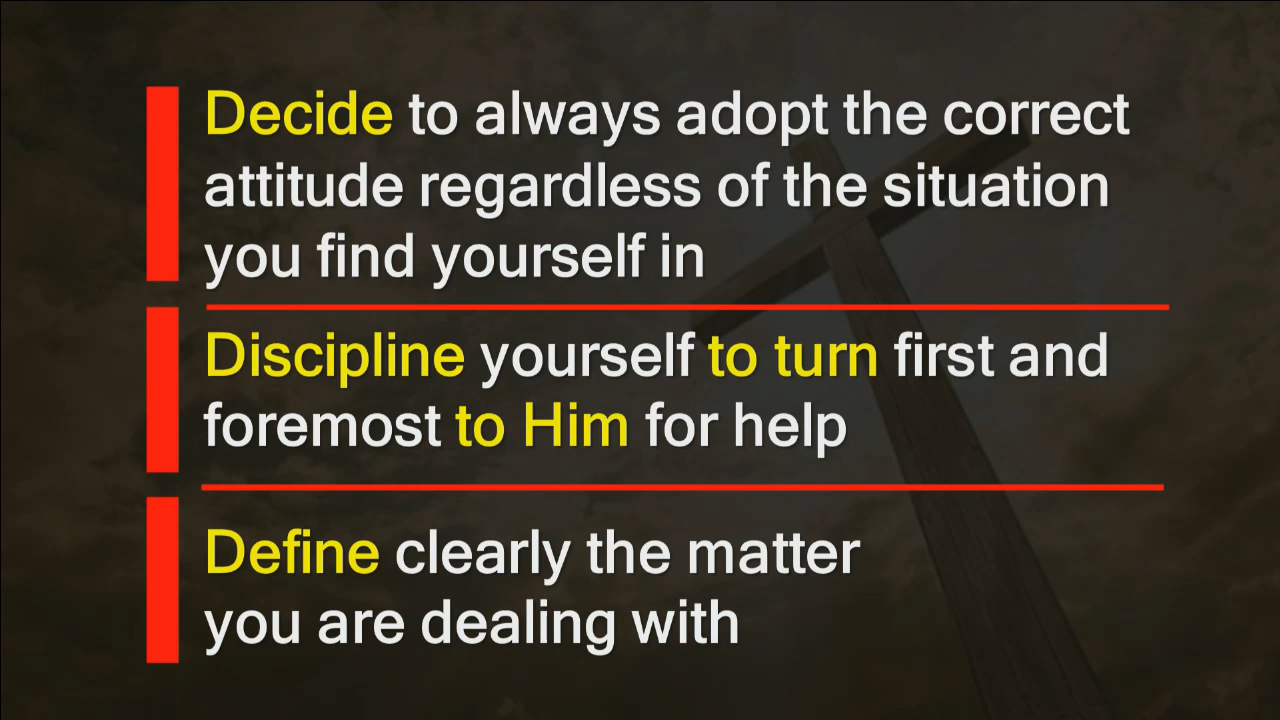 Decide to always adopt the correct
attitude regardless of the situation
you find yourself in
Discipline yourself to turn first and
foremost to Him for help
Define clearly the matter
you are dealing with